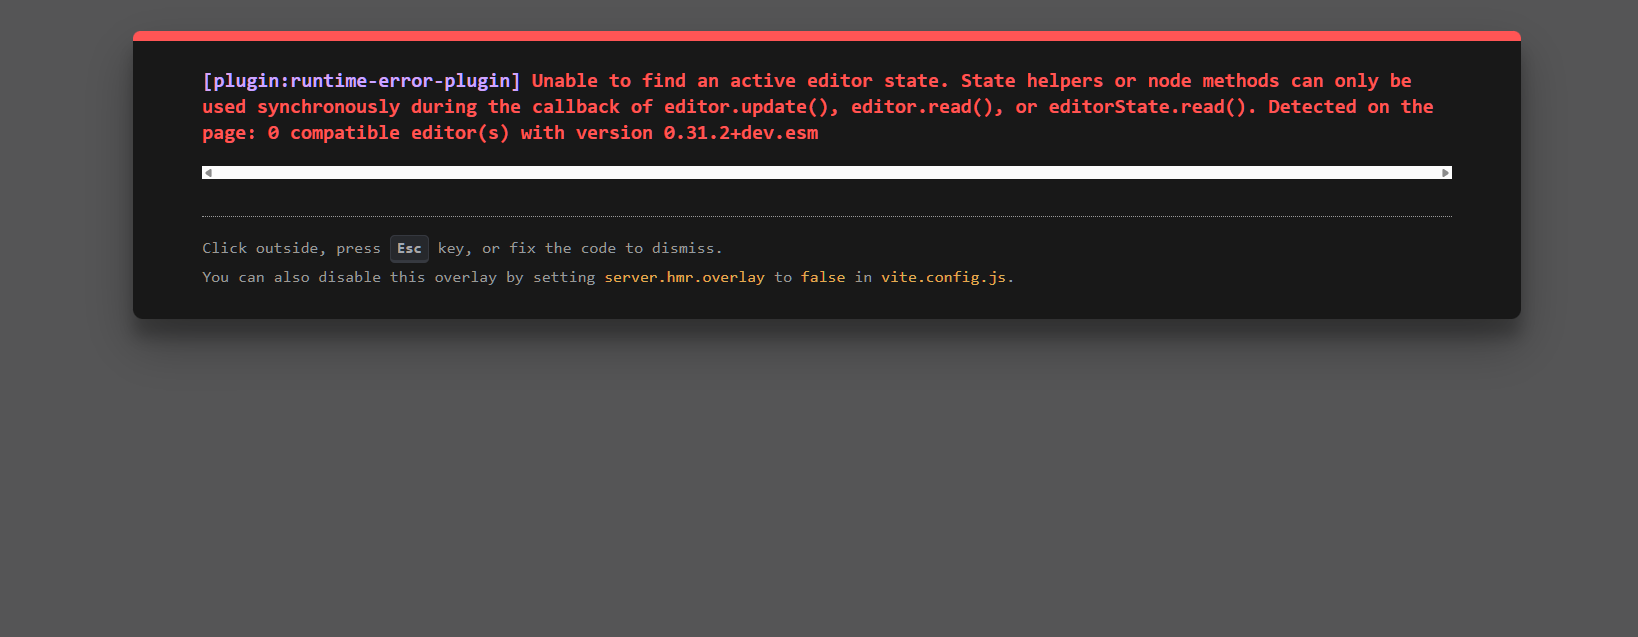 [plugin:runtime-error-plugin] Unable to find an active editor state. State helpers or node methods can only be
used synchronously during the callback of editor.update(), editor.read(), or editorState.read(). Detected on the
page: 0 compatible editor(s) with version 0.31.2+dev.esm
Click outside, press Esc key, or fix the code to dismiss.
You can also disable this overlay by setting server.hmr.overlay to false in vite.config.js.